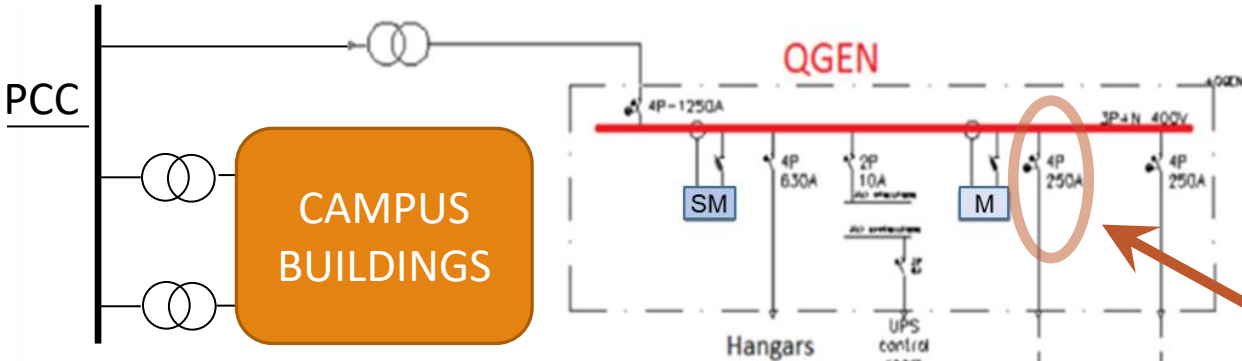 PCC
QGEN
+QGEN
4P-1250A
3P+N 400V
4P
630A
2P
10A
4P
250A
4P
250A
SM
M
CAMPUS
BUILDINGS
Hangars
UPS
control